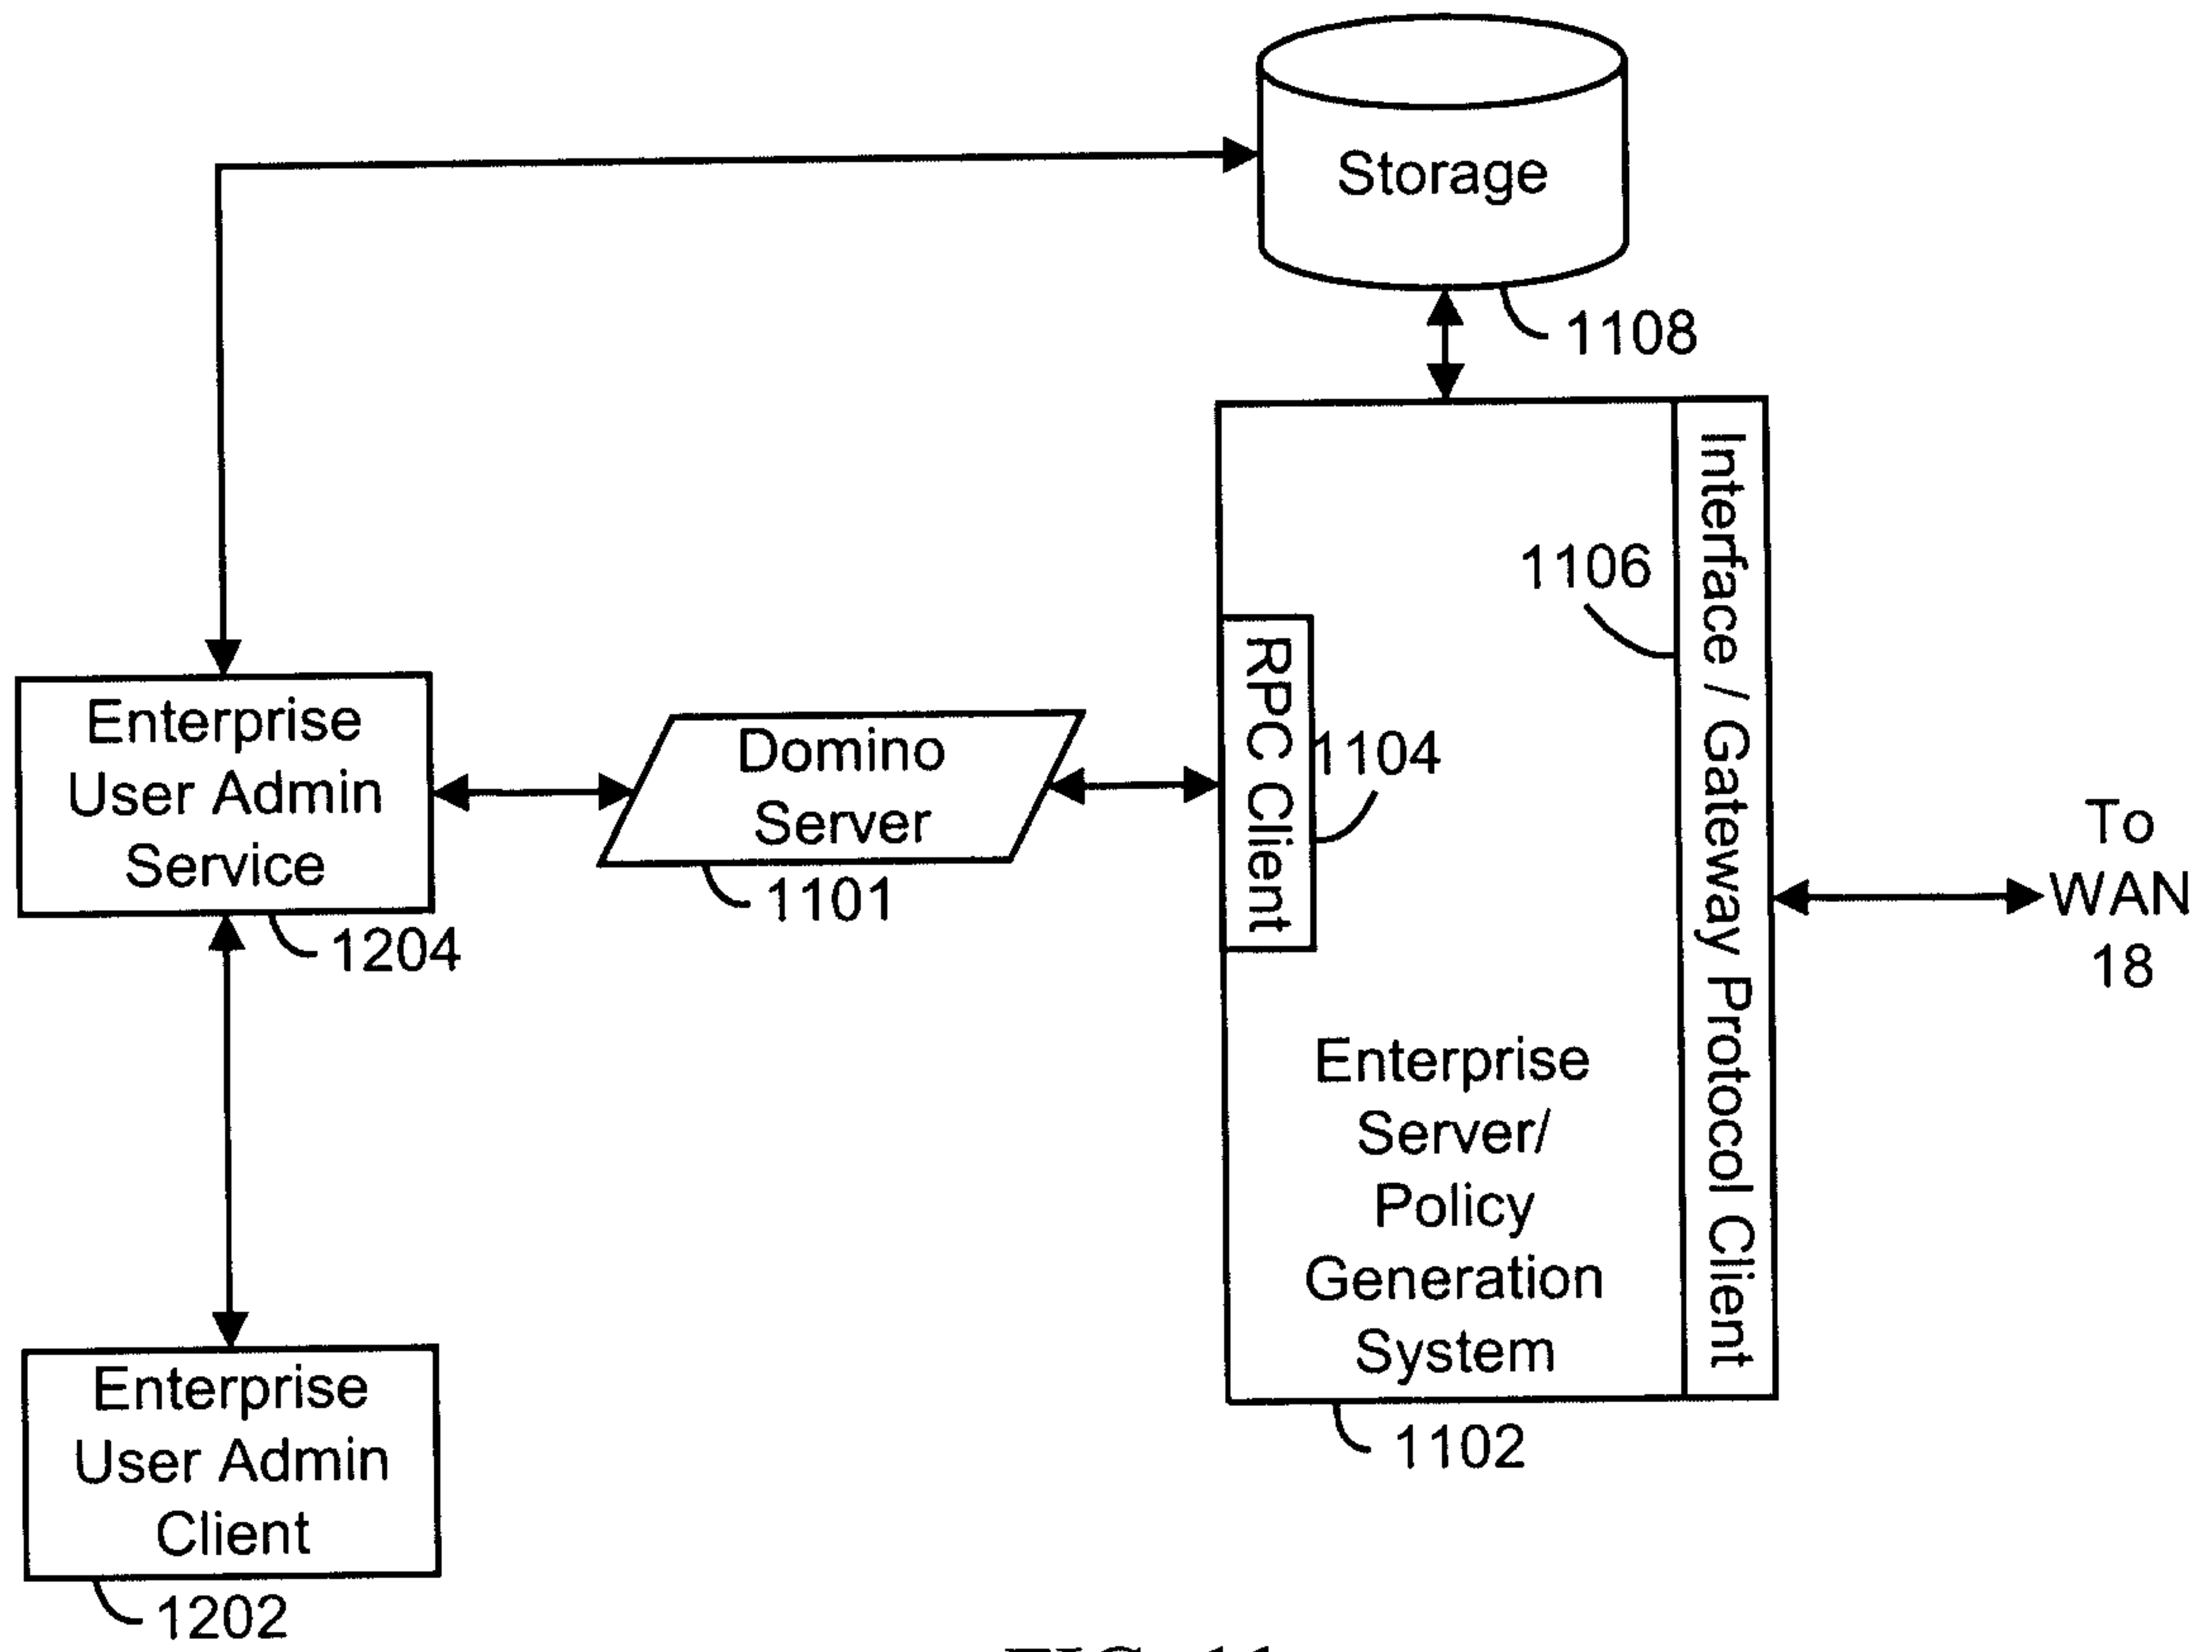 Storage
1108
Interface / Gateway Protocol Client
1106
RPC Client
1104
Enterprise
User Admin
Service
1204
Domino
Server
1101
To
WAN
18
Enterprise
Server/
Policy
Generation
System
1102
Enterprise
User Admin
Client
1202